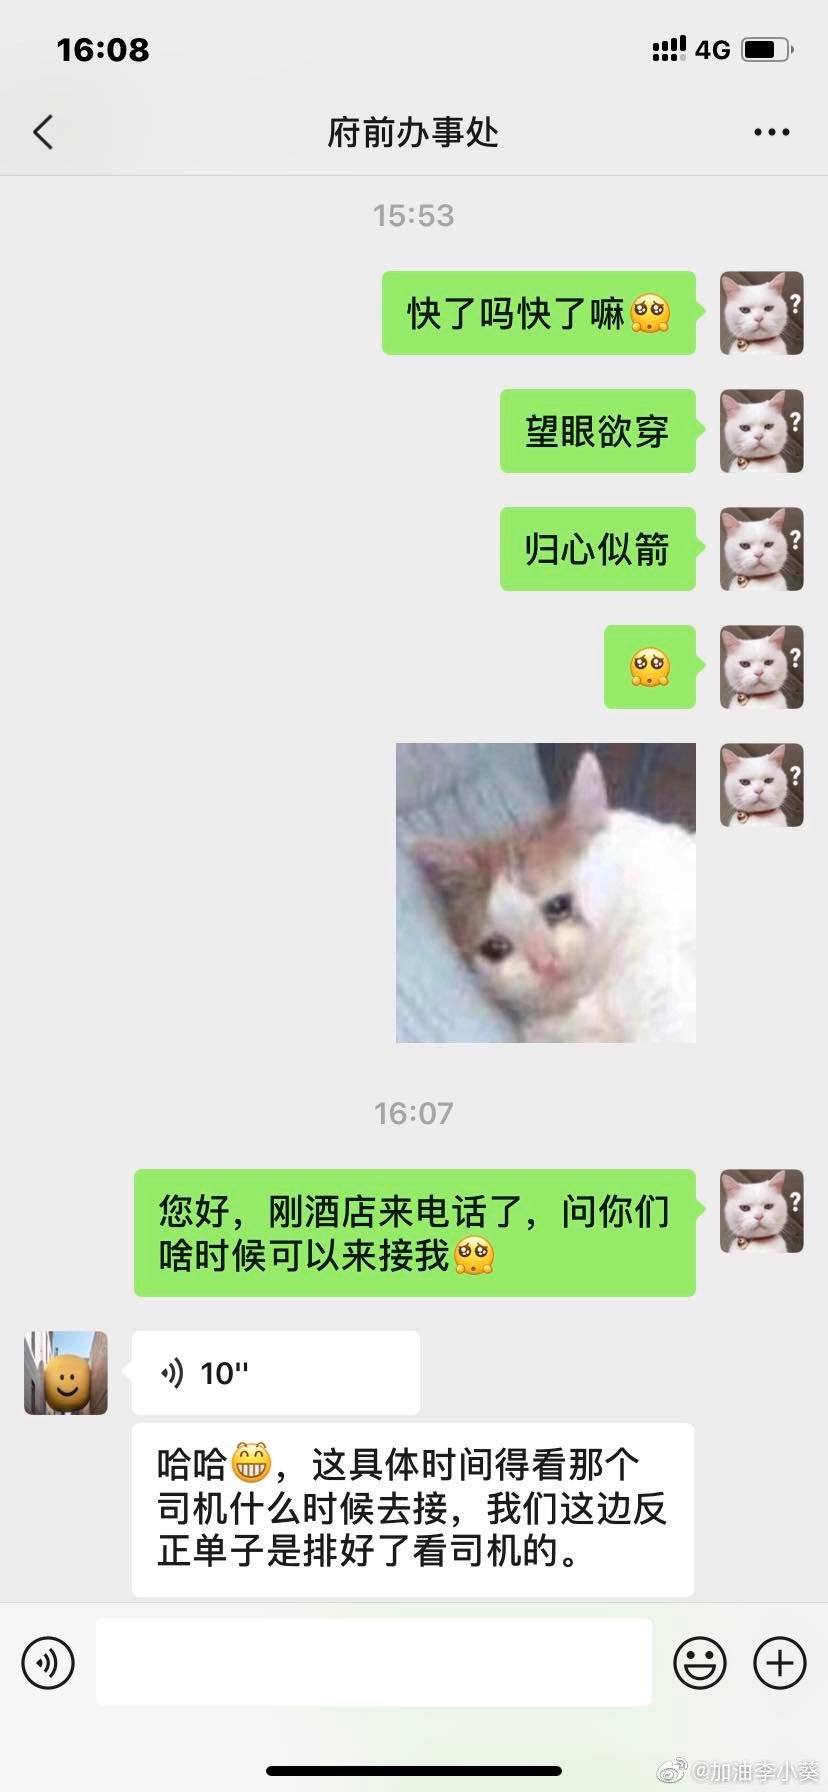 16:08
4G
府前办事处
15:53
快了吗快了嘛🥺
望眼欲穿
归心似箭
🥺
16:07
您好，刚酒店来电话了，问你们
啥时候可以来接我🥺
10"
哈哈😁，这具体时间得看那个
司机什么时候去接，我们这边反
正单子是排好了看司机的。
@加油李小葵